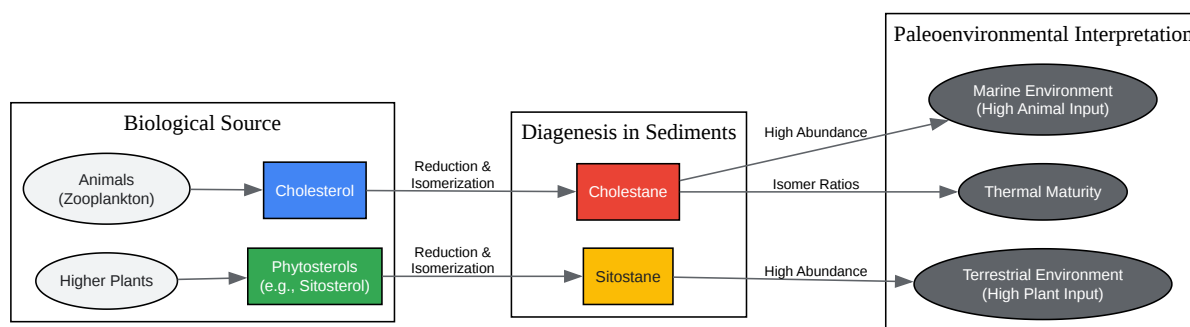 Paleoenvironmental Interpretation
Biological Source
Diagenesis in Sediments
Marine Environment
(High Animal Input)
High Abundance
Animals
(Zooplankton)
Cholesterol
Reduction &
Isomerization
Cholestane
Isomer Ratios
Thermal Maturity
Higher Plants
Phytosterols
(e.g., Sitosterol)
Reduction &
Isomerization
Sitostane
High Abundance
Terrestrial Environment
(High Plant Input)